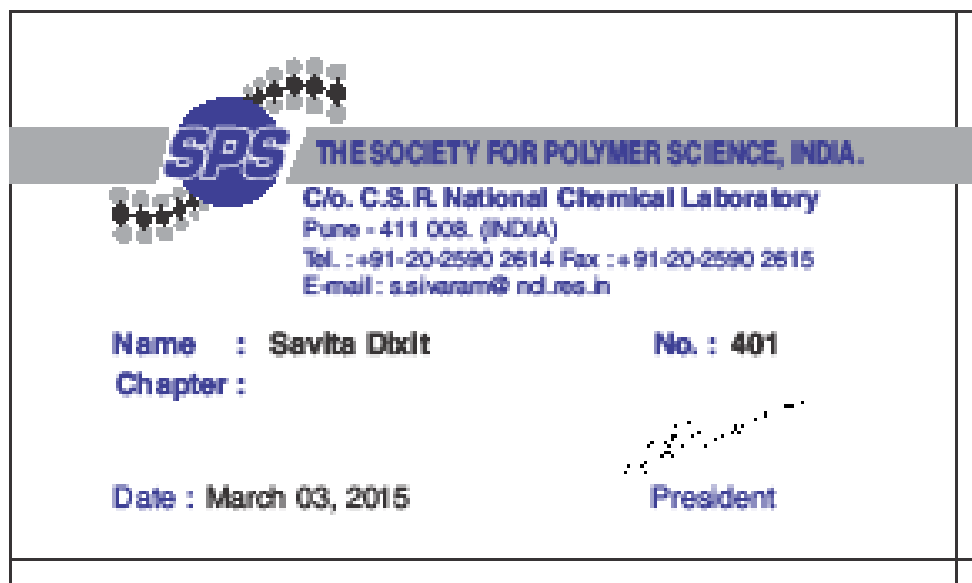 SPS
THE SOCIETY FOR POLYMER SCIENCE, INDIA.
C/o. C.S.R. National Chemical Laboratory
Pune - 411 008. (INDIA)
Tel. : +91-20-2590 2614 Fax : +91-20-2590 2615
E-mail : s.sivaram@ ncl.res.in
Name : Savita Dixit No. : 401
Chapter :
Date : March 03, 2015 President